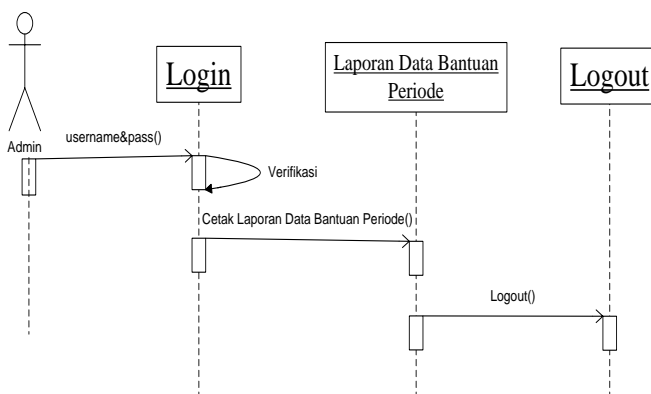 Login
Laporan Data Bantuan
Periode
Logout
Admin
username&pass()
Verifikasi
Cetak Laporan Data Bantuan Periode()
Logout()